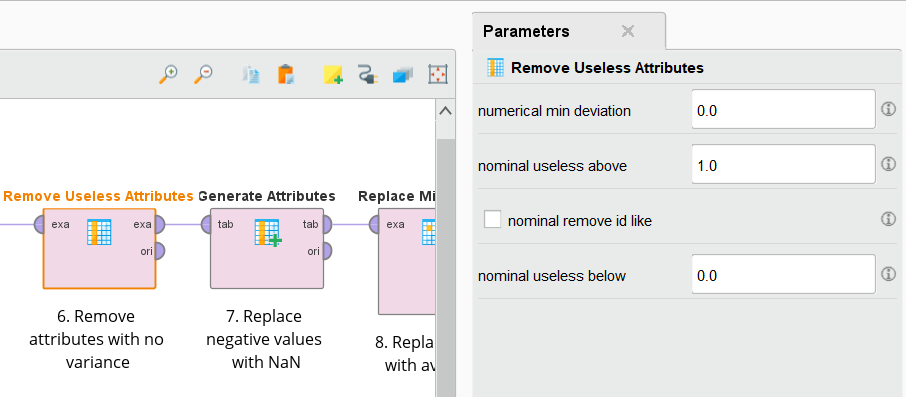 Parameters
Remove Useless Attributes
numerical min deviation
0.0
nominal useless above
1.0
nominal remove id like
nominal useless below
0.0
Remove Useless Attributes
exa
exa
ori
6. Remove
attributes with no
variance
Generate Attributes
tab
tab
ori
7. Replace
negative values
with NaN
Replace Mi
exa
8. Repla
with av